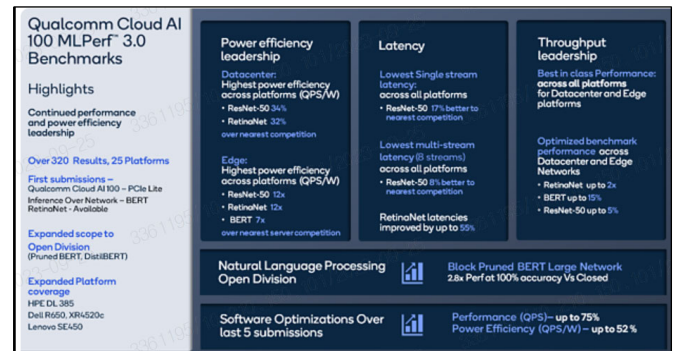 Qualcomm Cloud AI
100 MLPerf™ 3.0
Benchmarks
Highlights
Continued performance
and power efficiency
leadership
Over 320 Results, 25 Platforms
First submissions –
Qualcomm Cloud AI 100 – PCIe Lite
Inference Over Network – BERT
RetinaNet - Available
Expanded scope to
Open Division
(Pruned BERT, DistilBERT)
Expanded Platform
coverage
HPE DL 385
Dell R650, XR4520c
Lenovo SE450
Power efficiency
leadership
Datacenter:
Highest power efficiency
across platforms (QPS/W)
• ResNet-50 34%
• RetinaNet 32%
over nearest competition
Edge:
Highest power efficiency
across platforms (QPS/W)
• ResNet-50 12x
• RetinaNet 12x
• BERT 7x
over nearest server competition
Latency
Lowest Single stream
latency:
across all platforms
• ResNet-50 17% better to
nearest competition
Lowest multi-stream
latency (8 streams)
across all platforms
• ResNet-50 8% better to
nearest competition
RetinaNet latencies
improved by up to 55%
Throughput
leadership
Best in class Performance:
across all platforms
for Datacenter and Edge
platforms
Optimized benchmark
performance across
Datacenter and Edge
Networks
• RetinaNet up to 2x
• BERT up to 15%
• ResNet-50 up to 5%
Natural Language Processing
Open Division
Block Pruned BERT Large Network
2.8x Perf at 100% accuracy Vs Closed
Software Optimizations Over
last 5 submissions
Performance (QPS)– up to 75%
Power Efficiency (QPS/W) – up to 52 %